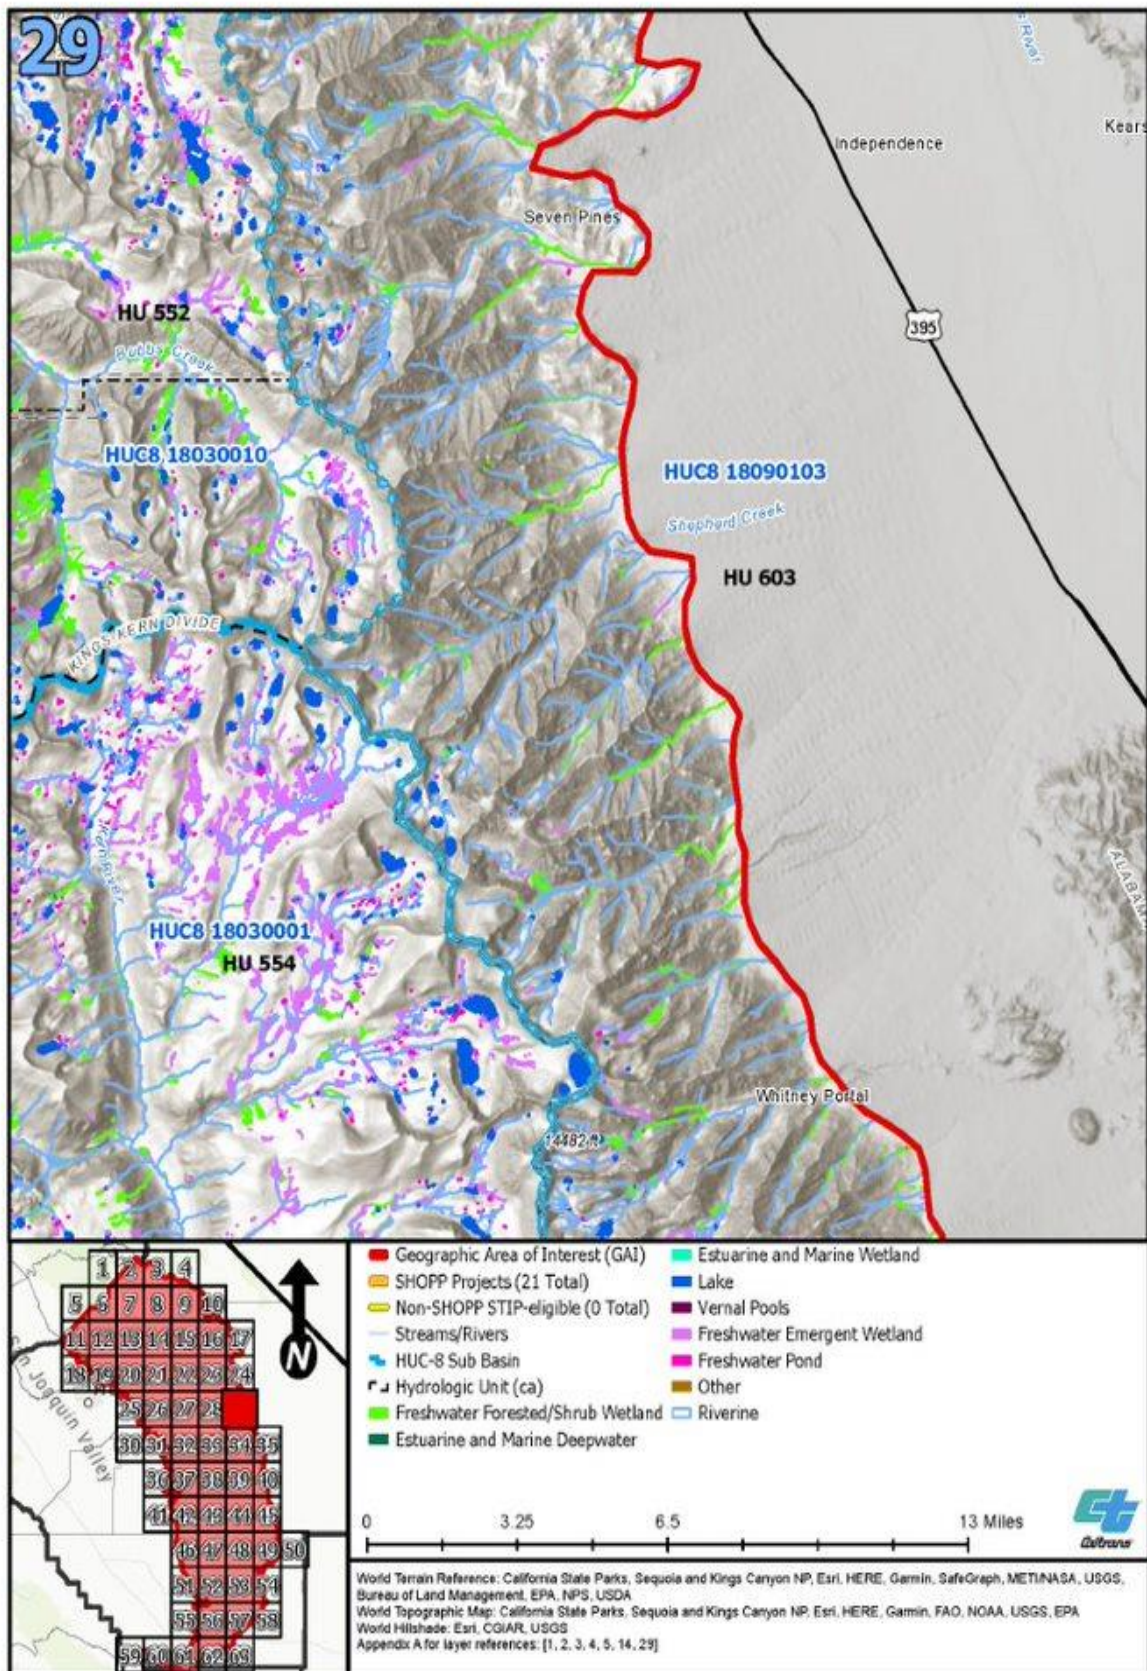 29
s River
Kears
Independence
Seven Pines
HU 552
Bubbs Creek
395
HUC8 18030010
HUC8 18090103
Shepherd Creek
HU 603
KINGS-KERN DIVIDE
Kern River
ALABA
HUC8 18030001
HU 554
Whitney Portal
14482 ft
1 2 3 4
5 6 7 8 9 10
11 12 13 14 15 16 17
18 19 20 21 22 23 24
25 26 27 28
30 31 32 33 34 35
36 37 38 39 40
41 42 43 44 45
46 47 48 49 50
51 52 53 54
55 56 57 58
59 60 61 62 63
San Joaquin Valley
N
Geographic Area of Interest (GAI)
SHOPP Projects (21 Total)
Non-SHOPP STIP-eligible (0 Total)
Streams/Rivers
HUC-8 Sub Basin
Hydrologic Unit (ca)
Freshwater Forested/Shrub Wetland
Estuarine and Marine Deepwater
Estuarine and Marine Wetland
Lake
Vernal Pools
Freshwater Emergent Wetland
Freshwater Pond
Other
Riverine
0 3.25 6.5 13 Miles
Caltrans
World Terrain Reference: California State Parks, Sequoia and Kings Canyon NP, Esri, HERE, Garmin, SafeGraph, METI/NASA, USGS,
Bureau of Land Management, EPA, NPS, USDA
World Topographic Map: California State Parks, Sequoia and Kings Canyon NP, Esri, HERE, Garmin, FAO, NOAA, USGS, EPA
World Hillshade: Esri, CGIAR, USGS
Appendix A for layer references: [1, 2, 3, 4, 5, 14, 29]